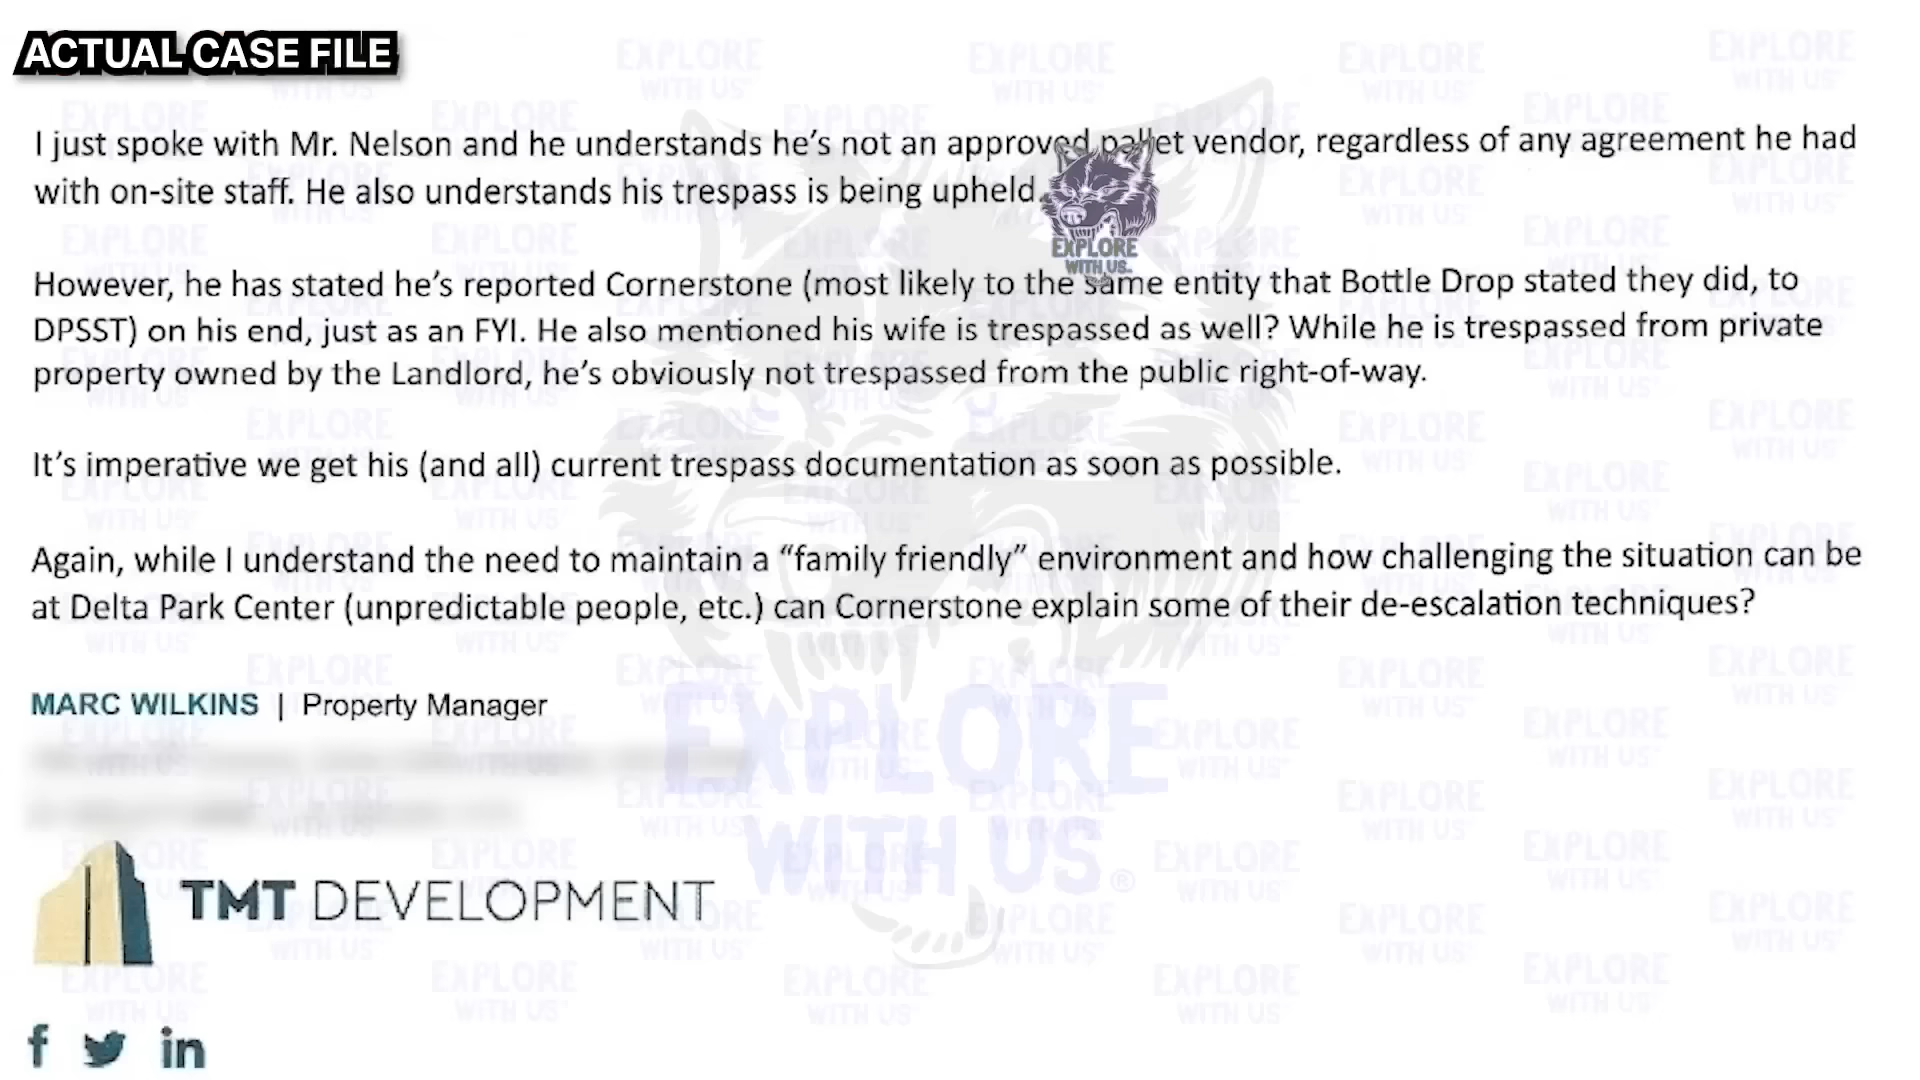 ACTUAL CASE FILE
I just spoke with Mr. Nelson and he understands he's not an approved pallet vendor, regardless of any agreement he had
with on-site staff. He also understands his trespass is being upheld.
EXPLORE
WITH US
However, he has stated he's reported Cornerstone (most likely to the same entity that Bottle Drop stated they did, to
DPSST) on his end, just as an FYI. He also mentioned his wife is trespassed as well? While he is trespassed from private
property owned by the Landlord, he's obviously not trespassed from the public right-of-way.
It's imperative we get his (and all) current trespass documentation as soon as possible.
Again, while I understand the need to maintain a “family friendly” environment and how challenging the situation can be
at Delta Park Center (unpredictable people, etc.) can Cornerstone explain some of their de-escalation techniques?
MARC WILKINS | Property Manager
EXPLORE
WITH US®
TMT DEVELOPMENT
f in